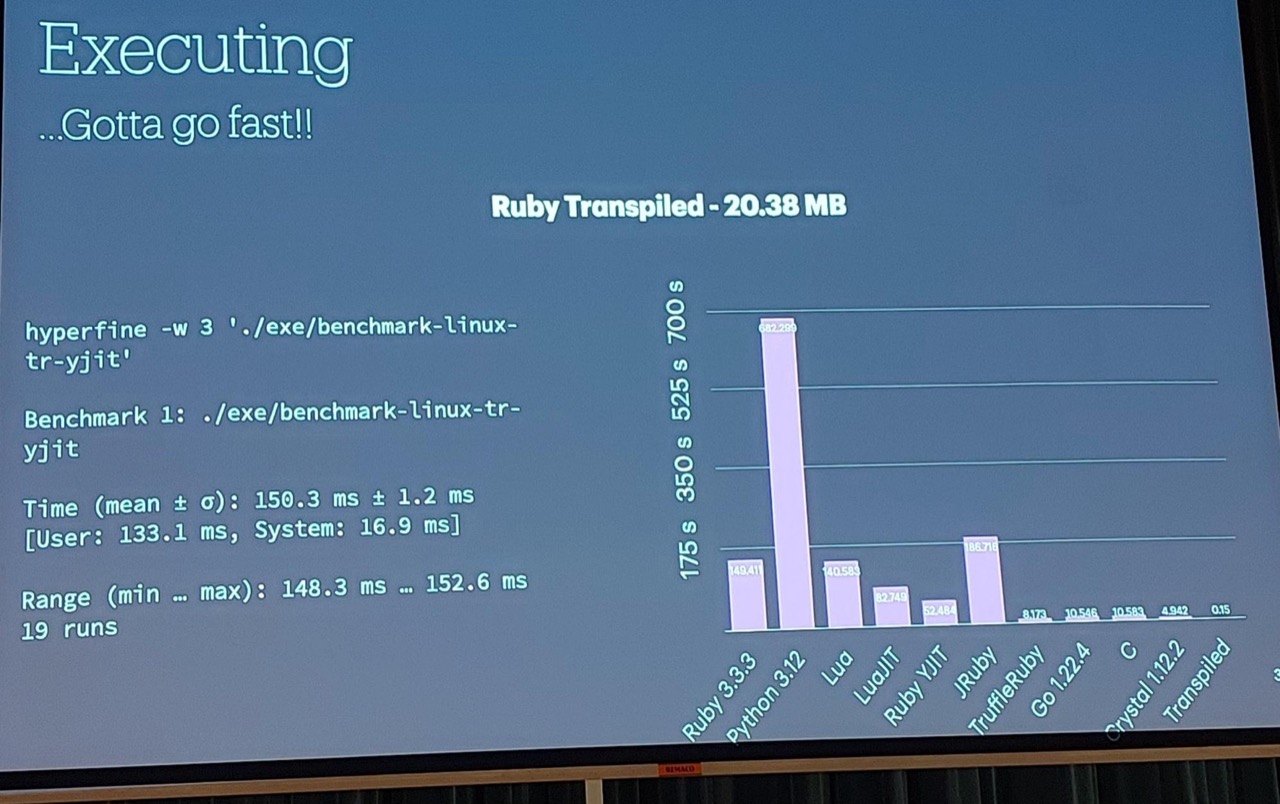 Executing
...Gotta go fast!!
Ruby Transpiled - 20.38 MB
hyperfine -w 3 './exe/benchmark-linux-
tr-yjit'
Benchmark 1: ./exe/benchmark-linux-tr-
yjit
Time (mean ± σ): 150.3 ms ± 1.2 ms
[User: 133.1 ms, System: 16.9 ms]
Range (min … max): 148.3 ms … 152.6 ms
19 runs
700 s
525 s
350 s
175 s
149.411
682.299
140.583
82.749
52.484
186.716
8.173
10.546
10.583
4.942
0.15
Ruby 3.3.3
Python 3.12
Lua
LuaJIT
Ruby YJIT
JRuby
TruffleRuby
Go 1.22.4
C
Crystal 1.12.2
Transpiled